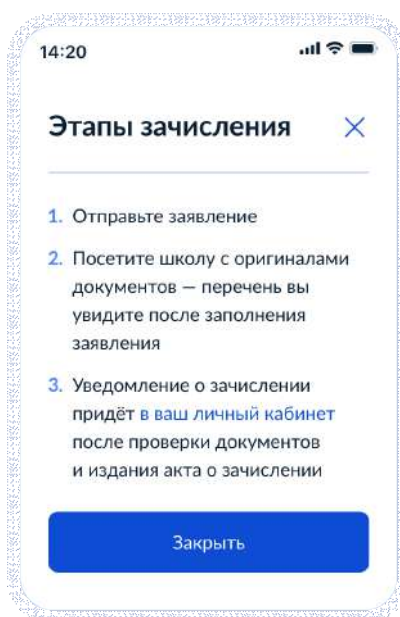 14:20
Этапы зачисления
1. Отправьте заявление
2. Посетите школу с оригиналами
документов — перечень вы
увидите после заполнения
заявления
3. Уведомление о зачислении
придёт в ваш личный кабинет
после проверки документов
и издания акта о зачислении
Закрыть